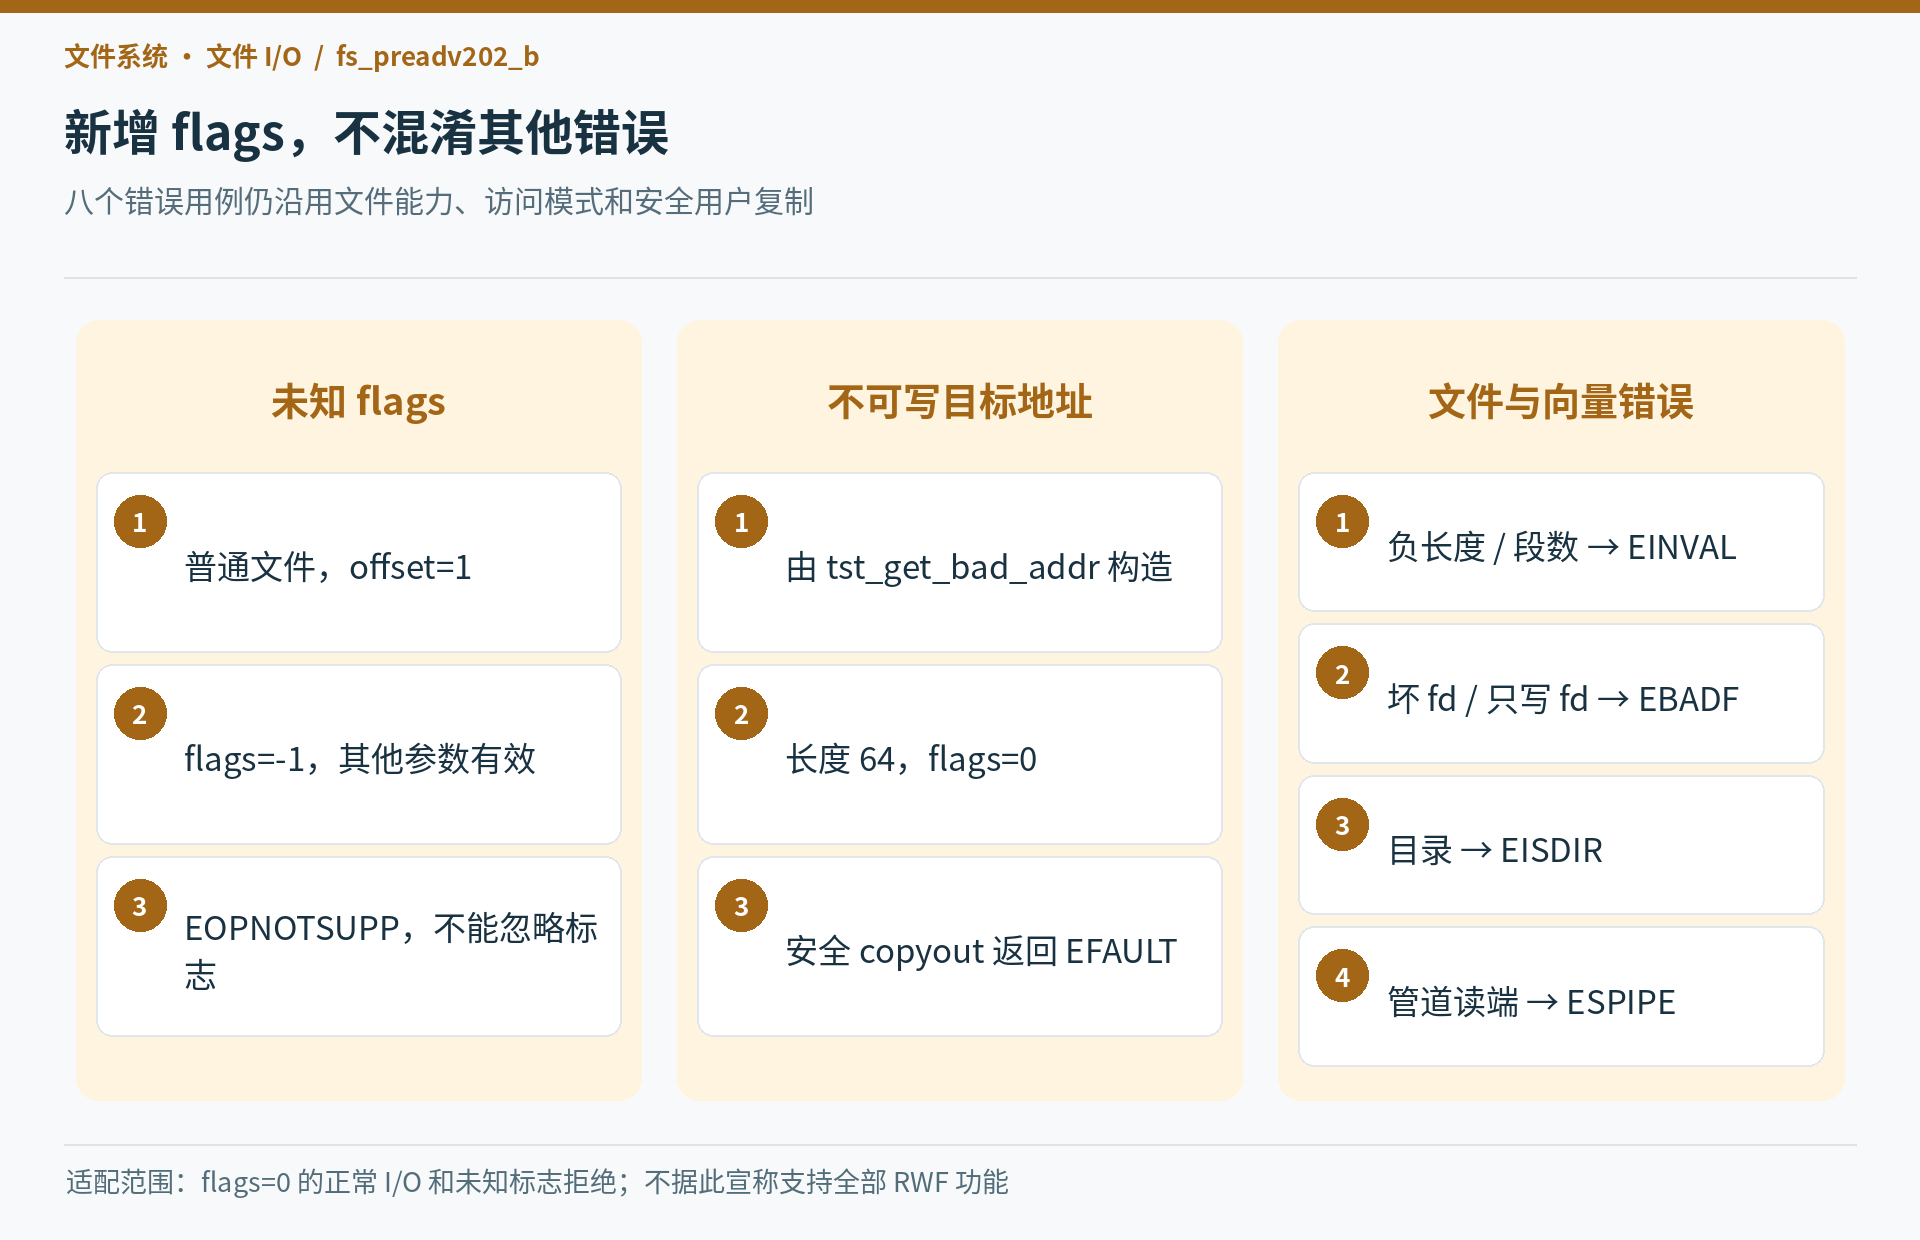 文件系统 · 文件 I/O / fs_preadv202_b
新增 flags，不混淆其他错误
八个错误用例仍沿用文件能力、访问模式和安全用户复制
未知 flags
1
普通文件，offset=1
2
flags=-1，其他参数有效
3
EOPNOTSUPP，不能忽略标
志
不可写目标地址
1
由 tst_get_bad_addr 构造
2
长度 64，flags=0
3
安全 copyout 返回 EFAULT
文件与向量错误
1
负长度 / 段数 → EINVAL
2
坏 fd / 只写 fd → EBADF
3
目录 → EISDIR
4
管道读端 → ESPIPE
适配范围：flags=0 的正常 I/O 和未知标志拒绝；不据此宣称支持全部 RWF 功能